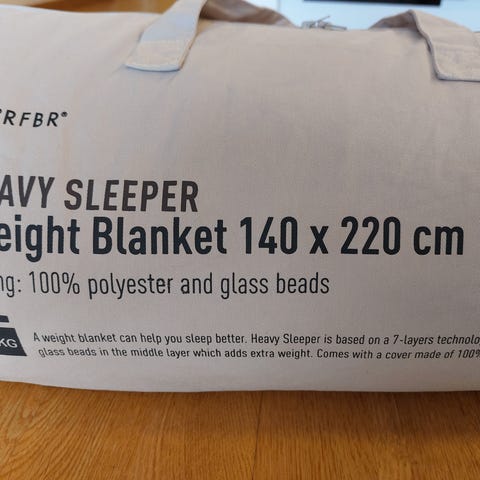 RFBR®
AVY SLEEPER
eight Blanket 140 x 220 cm
ng: 100% polyester and glass beads
KG
A weight blanket can help you sleep better. Heavy Sleeper is based on a 7-layers technolo
glass beads in the middle layer which adds extra weight. Comes with a cover made of 100%